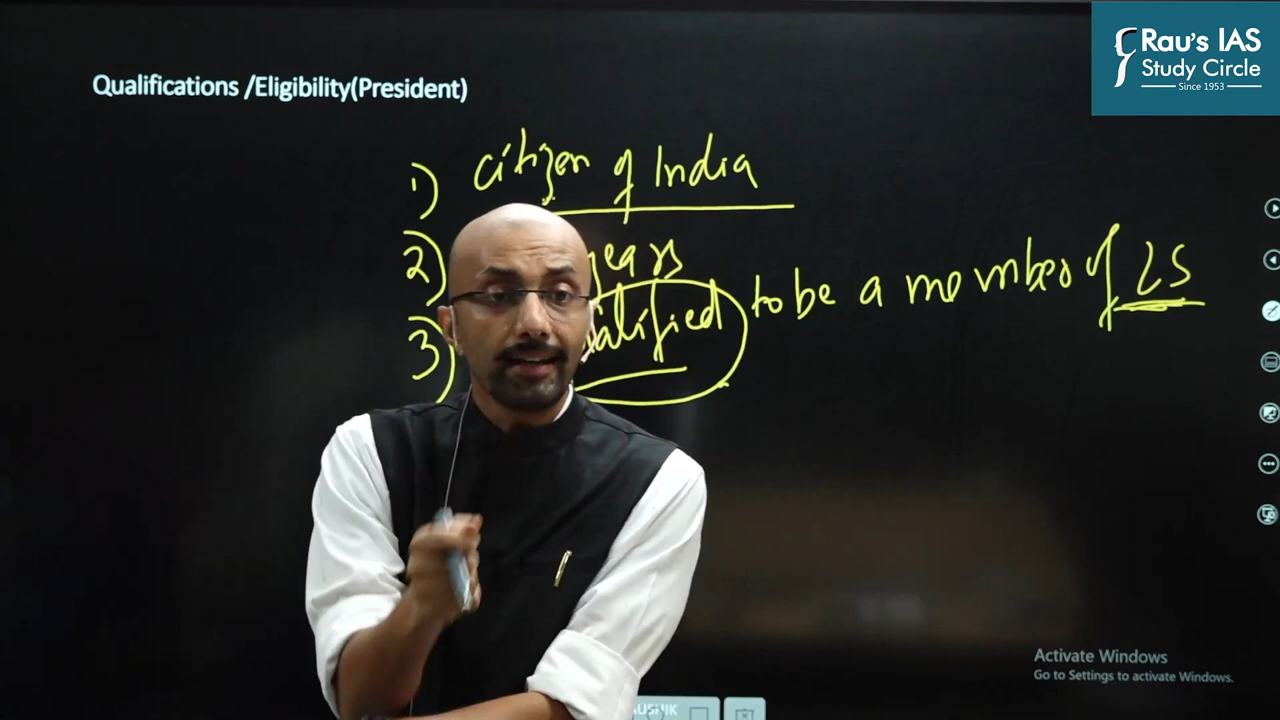 Rau's IAS
Study Circle
Since 1953
Qualifications /Eligibility(President)
1) Citizen of India
2) years
3) to be a member of LS
Activate Windows
Go to Settings to activate Windows.